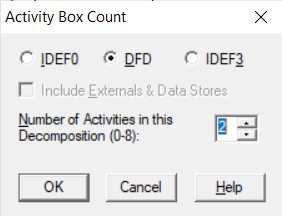 Activity Box Count
IDEF0 DFD IDEF3
Include Externals & Data Stores
Number of Activities in this
Decomposition (0-8):
2
OK Cancel Help